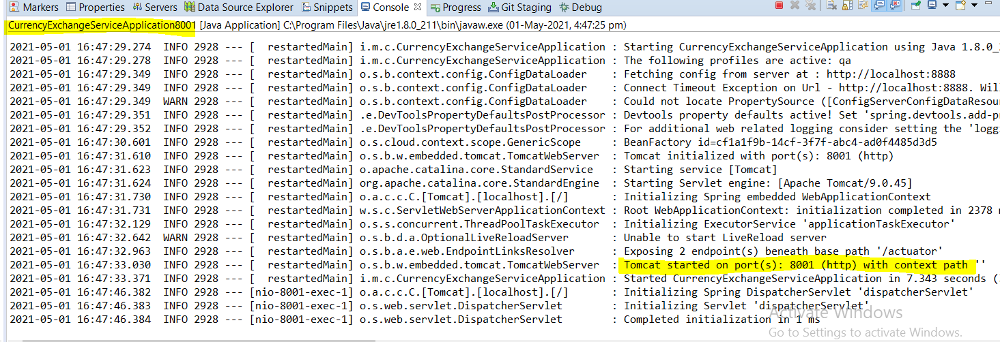 Markers Properties Servers Data Source Explorer Snippets Console Progress Git Staging Debug
CurrencyExchangeServiceApplication8001 [Java Application] C:\Program Files\Java\jre1.8.0_211\bin\javaw.exe (01-May-2021, 4:47:25 pm)
2021-05-01 16:47:29.274 INFO 2928 --- [ restartedMain] i.m.c.CurrencyExchangeServiceApplication : Starting CurrencyExchangeServiceApplication using Java 1.8.0_
2021-05-01 16:47:29.278 INFO 2928 --- [ restartedMain] i.m.c.CurrencyExchangeServiceApplication : The following profiles are active: qa
2021-05-01 16:47:29.349 INFO 2928 --- [ restartedMain] o.s.b.context.config.ConfigDataLoader : Fetching config from server at : http://localhost:8888
2021-05-01 16:47:29.349 INFO 2928 --- [ restartedMain] o.s.b.context.config.ConfigDataLoader : Connect Timeout Exception on Url - http://localhost:8888. Wil
2021-05-01 16:47:29.349 WARN 2928 --- [ restartedMain] o.s.b.context.config.ConfigDataLoader : Could not locate PropertySource ([ConfigServerConfigDataResou
2021-05-01 16:47:29.351 INFO 2928 --- [ restartedMain] .e.DevToolsPropertyDefaultsPostProcessor : Devtools property defaults active! Set 'spring.devtools.add-p
2021-05-01 16:47:29.352 INFO 2928 --- [ restartedMain] .e.DevToolsPropertyDefaultsPostProcessor : For additional web related logging consider setting the 'logg
2021-05-01 16:47:30.601 INFO 2928 --- [ restartedMain] o.s.cloud.context.scope.GenericScope : BeanFactory id=cf1a1f9b-14cf-3f7f-abc4-ad0f4485d3d5
2021-05-01 16:47:31.610 INFO 2928 --- [ restartedMain] o.s.b.w.embedded.tomcat.TomcatWebServer : Tomcat initialized with port(s): 8001 (http)
2021-05-01 16:47:31.623 INFO 2928 --- [ restartedMain] o.apache.catalina.core.StandardService : Starting service [Tomcat]
2021-05-01 16:47:31.624 INFO 2928 --- [ restartedMain] org.apache.catalina.core.StandardEngine : Starting Servlet engine: [Apache Tomcat/9.0.45]
2021-05-01 16:47:31.730 INFO 2928 --- [ restartedMain] o.a.c.c.C.[Tomcat].[localhost].[/] : Initializing Spring embedded WebApplicationContext
2021-05-01 16:47:31.731 INFO 2928 --- [ restartedMain] w.s.c.ServletWebServerApplicationContext : Root WebApplicationContext: initialization completed in 2378 m
2021-05-01 16:47:32.129 INFO 2928 --- [ restartedMain] o.s.s.concurrent.ThreadPoolTaskExecutor : Initializing ExecutorService 'applicationTaskExecutor'
2021-05-01 16:47:32.642 WARN 2928 --- [ restartedMain] o.s.b.d.a.OptionalLiveReloadServer : Unable to start LiveReload server
2021-05-01 16:47:32.963 INFO 2928 --- [ restartedMain] o.s.b.a.e.web.EndpointLinksResolver : Exposing 2 endpoint(s) beneath base path '/actuator'
2021-05-01 16:47:33.030 INFO 2928 --- [ restartedMain] o.s.b.w.embedded.tomcat.TomcatWebServer : Tomcat started on port(s): 8001 (http) with context path ''
2021-05-01 16:47:33.371 INFO 2928 --- [ restartedMain] i.m.c.CurrencyExchangeServiceApplication : Started CurrencyExchangeServiceApplication in 7.343 seconds (
2021-05-01 16:47:46.382 INFO 2928 --- [nio-8001-exec-1] o.a.c.c.C.[Tomcat].[localhost].[/] : Initializing Spring DispatcherServlet 'dispatcherServlet'
2021-05-01 16:47:46.383 INFO 2928 --- [nio-8001-exec-1] o.s.web.servlet.DispatcherServlet : Initializing Servlet 'dispatcherServlet'
2021-05-01 16:47:46.384 INFO 2928 --- [nio-8001-exec-1] o.s.web.servlet.DispatcherServlet : Completed initialization in 1 ms
Activate Windows
Go to Settings to activate Windows.